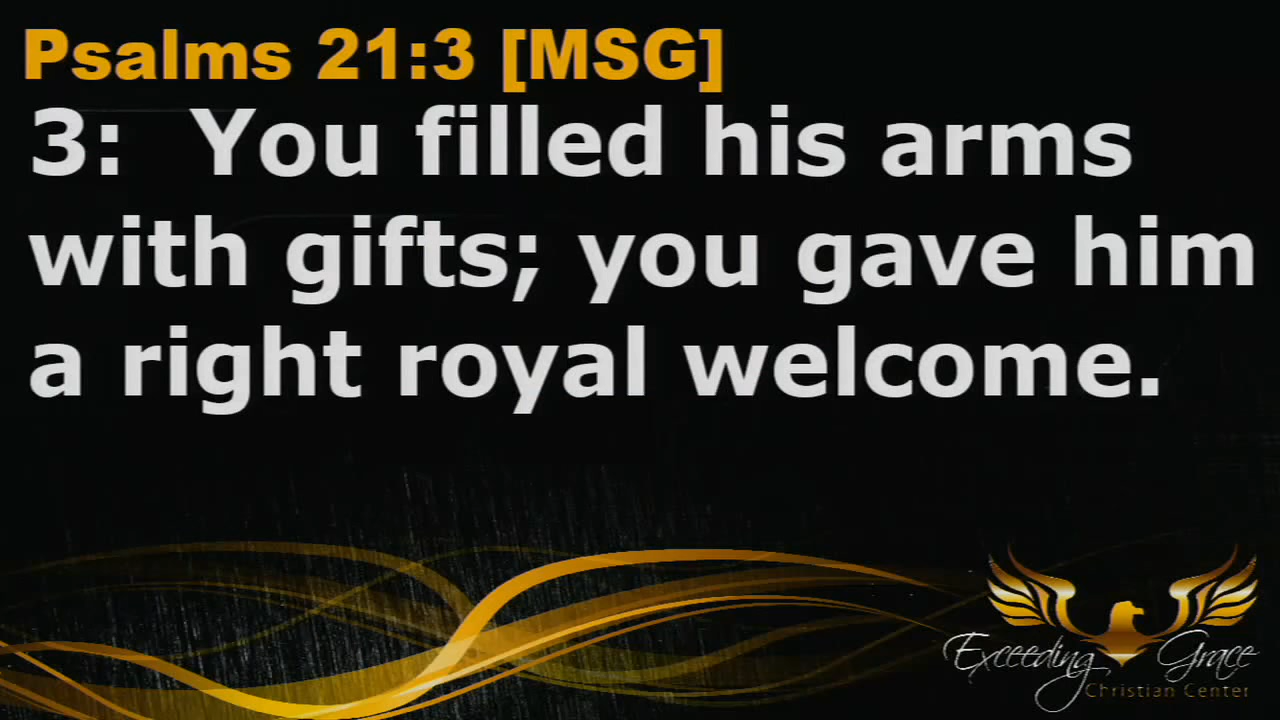 Psalms 21:3 [MSG]
3: You filled his arms
with gifts; you gave him
a right royal welcome.
Exceeding Grace
Christian Center